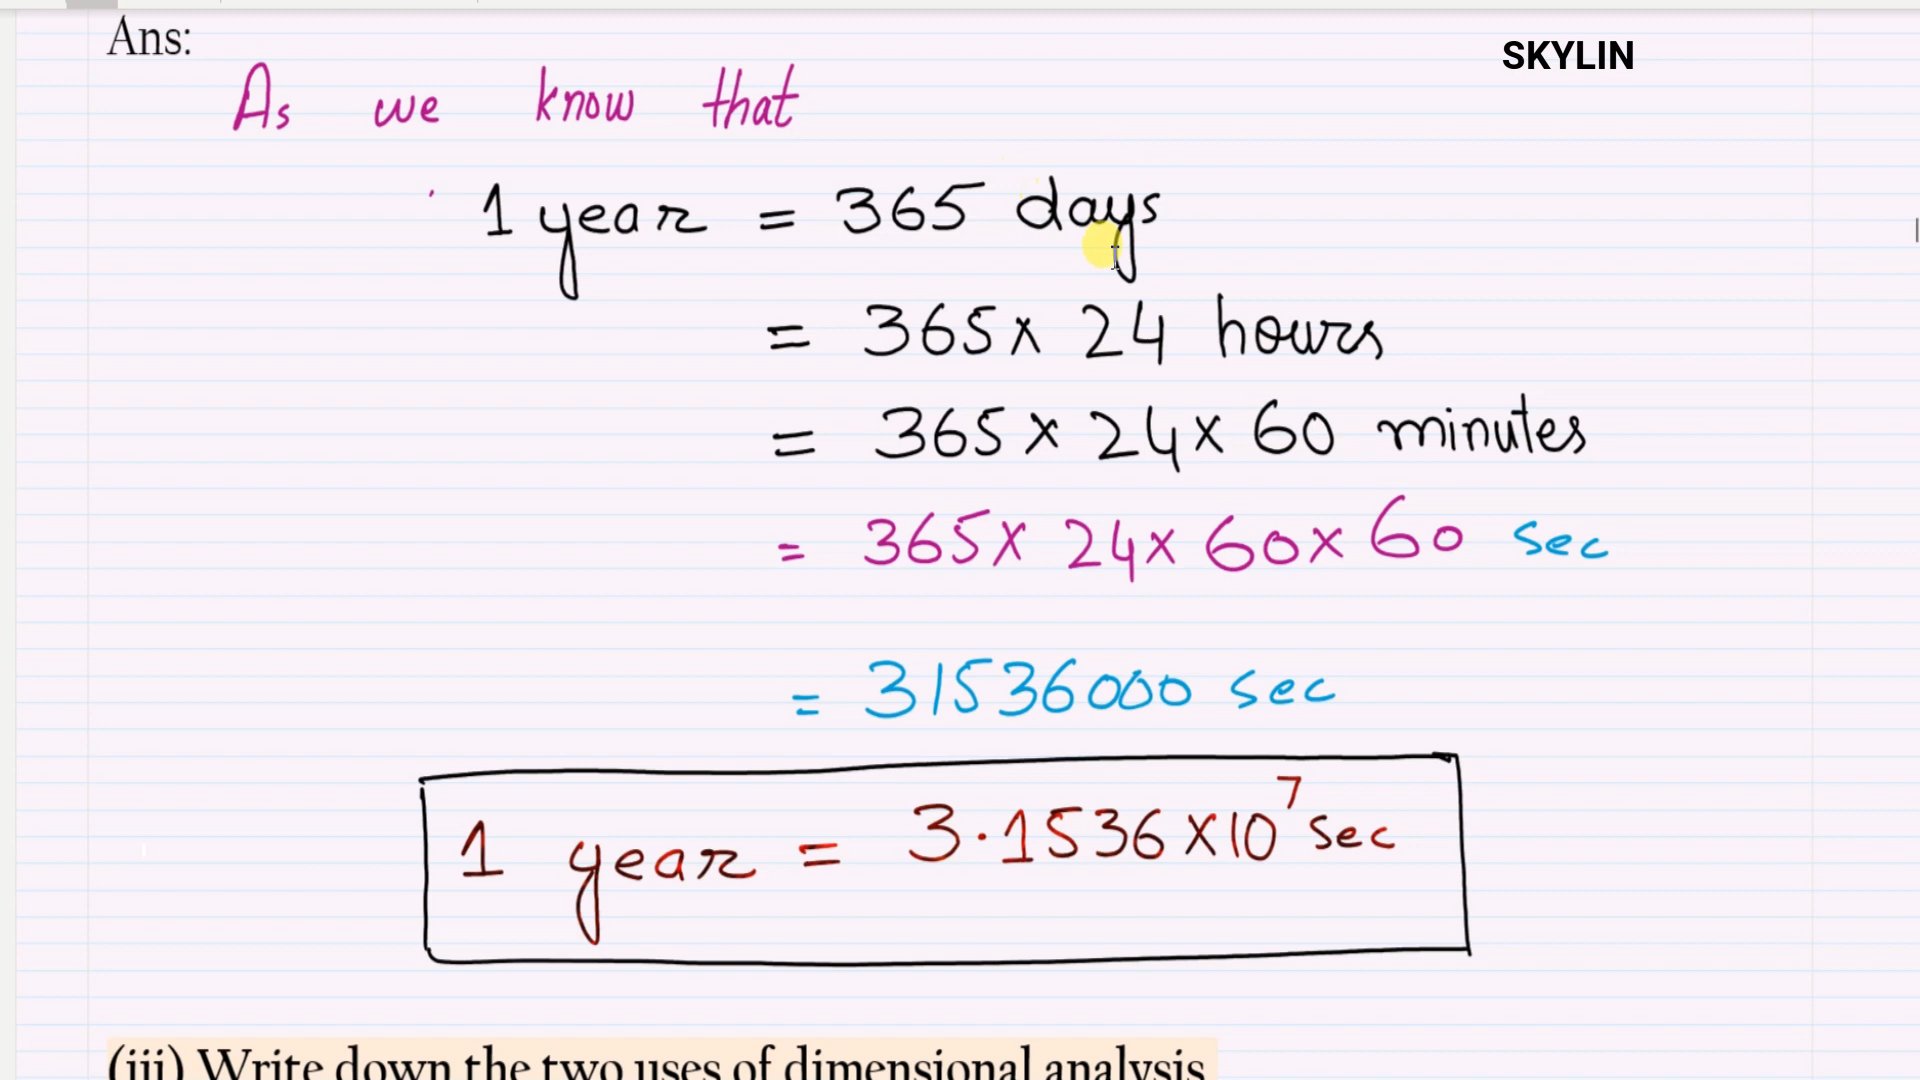 Ans:
SKYLIN
As we know that
1 year = 365 days
= 365 × 24 hours
= 365 × 24 × 60 minutes
= 365 × 24 × 60 × 60 sec
= 31536000 sec
1 year = 3.1536 × 10⁷ sec
(iii) Write down the two uses of dimensional analysis